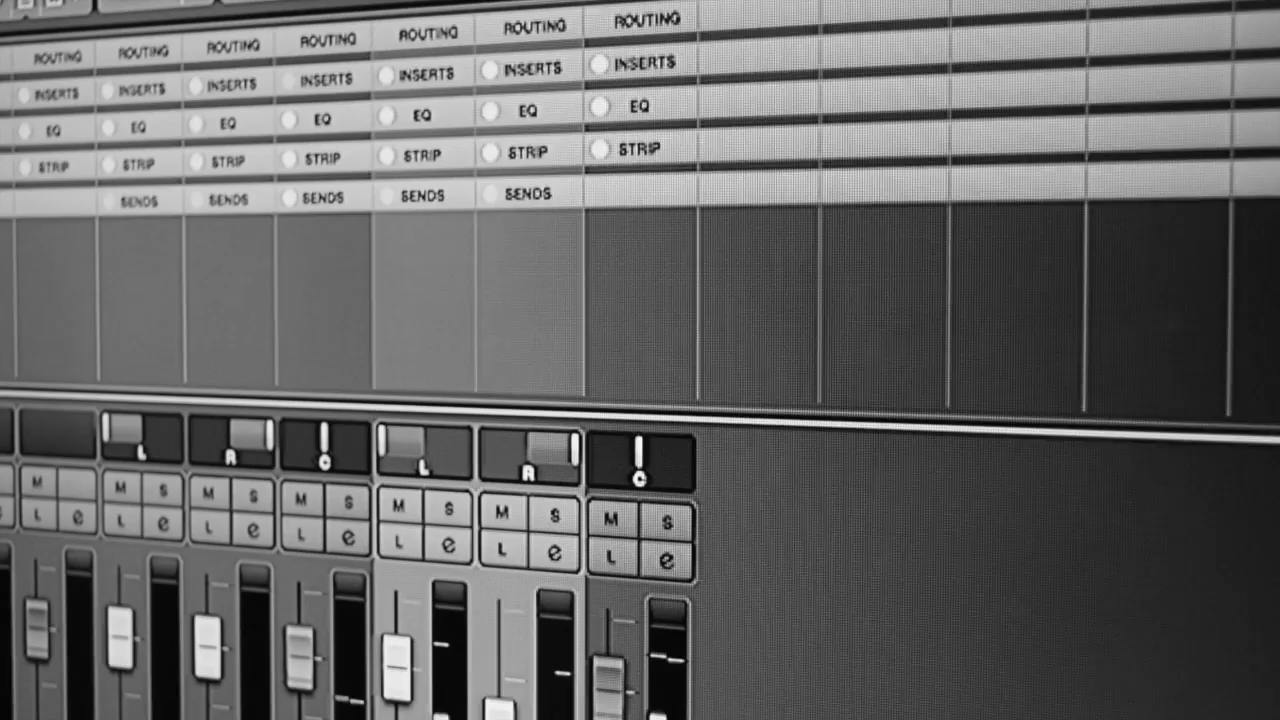 ROUTING ROUTING ROUTING ROUTING ROUTING ROUTING ROUTING
INSERTS INSERTS INSERTS INSERTS INSERTS INSERTS INSERTS
EQ EQ EQ EQ EQ EQ EQ
STRIP STRIP STRIP STRIP STRIP STRIP STRIP
SENDS SENDS SENDS SENDS SENDS
L R C L R C
M M S M S M S M S M S M S
L e L e L e L e L e L e L e